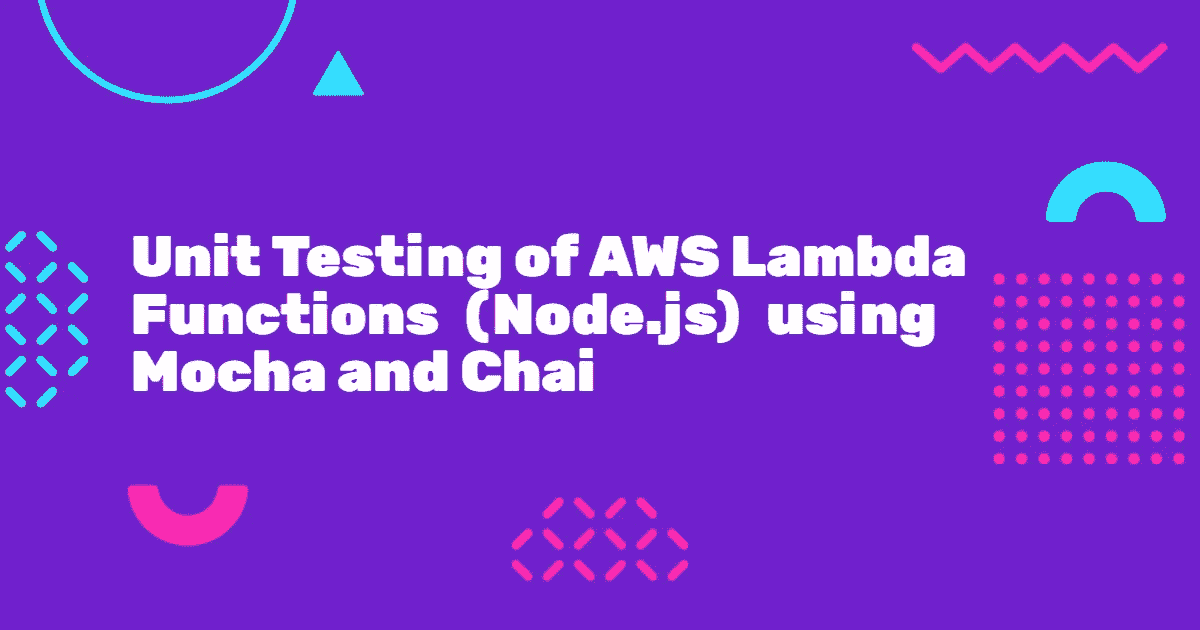 Unit Testing of AWS Lambda
Functions (Node.js) using
Mocha and Chai